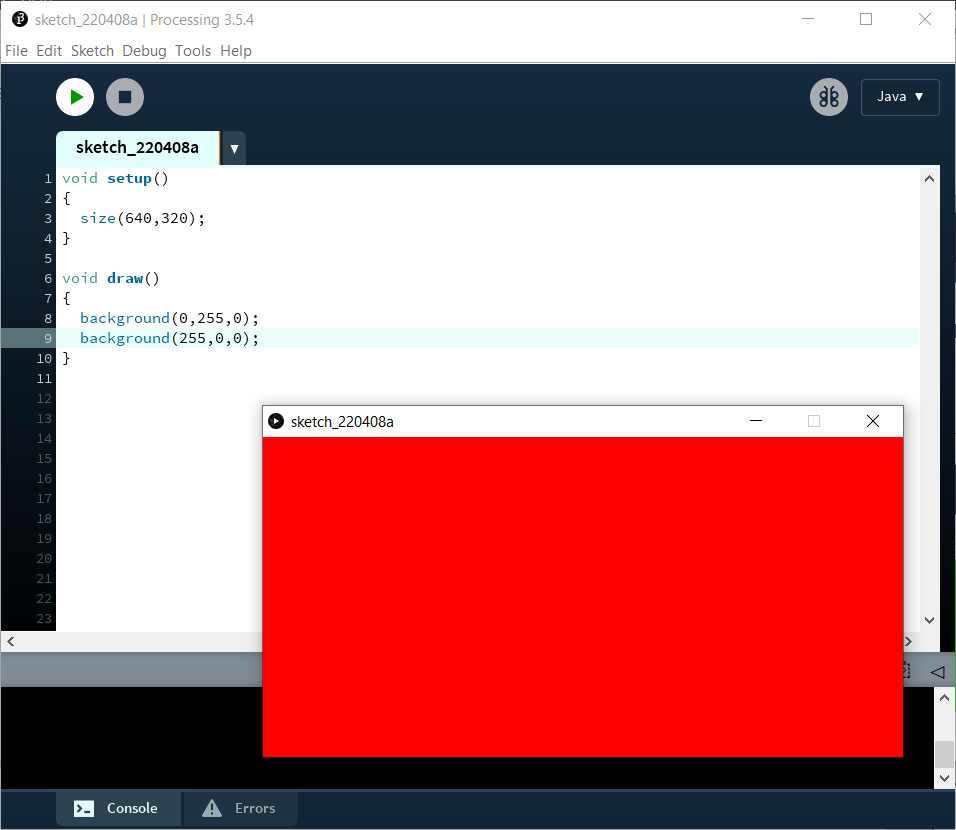 sketch_220408a | Processing 3.5.4
File Edit Sketch Debug Tools Help
Java ▼
sketch_220408a ▼
1 void setup()
2 {
3 size(640,320);
4 }
5
6 void draw()
7 {
8 background(0,255,0);
9 background(255,0,0);
10 }
11
12
13
14
15
16
17
18
19
20
21
22
23
sketch_220408a
Console Errors